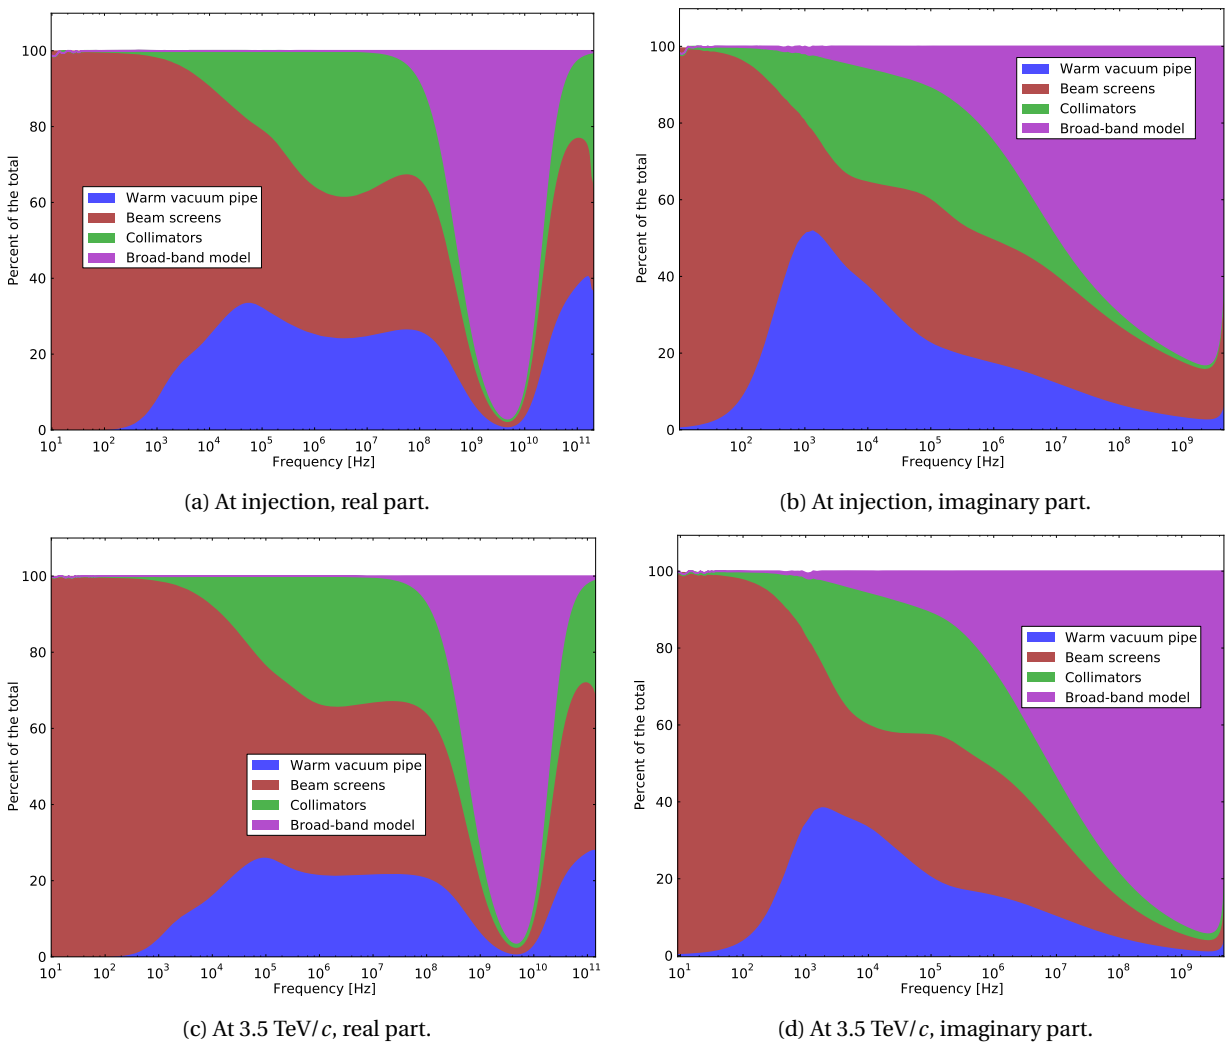 100
80
60
40
20
0
Percent of the total
Warm vacuum pipe
Beam screens
Collimators
Broad-band model
10^1 10^2 10^3 10^4 10^5 10^6 10^7 10^8 10^9 10^10 10^11
Frequency [Hz]
(a) At injection, real part.
100
80
60
40
20
0
Percent of the total
Warm vacuum pipe
Beam screens
Collimators
Broad-band model
10^2 10^3 10^4 10^5 10^6 10^7 10^8 10^9
Frequency [Hz]
(b) At injection, imaginary part.
100
80
60
40
20
0
Percent of the total
Warm vacuum pipe
Beam screens
Collimators
Broad-band model
10^1 10^2 10^3 10^4 10^5 10^6 10^7 10^8 10^9 10^10 10^11
Frequency [Hz]
(c) At 3.5 TeV/c, real part.
100
80
60
40
20
0
Percent of the total
Warm vacuum pipe
Beam screens
Collimators
Broad-band model
10^1 10^2 10^3 10^4 10^5 10^6 10^7 10^8 10^9
Frequency [Hz]
(d) At 3.5 TeV/c, imaginary part.